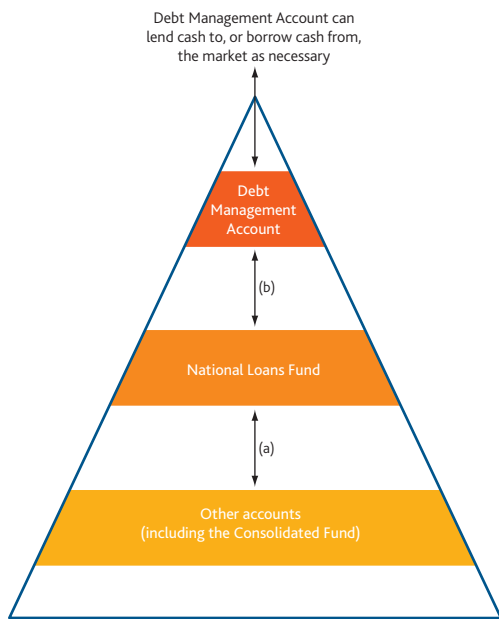 Debt Management Account can
lend cash to, or borrow cash from,
the market as necessary
Debt
Management
Account
(b)
National Loans Fund
(a)
Other accounts
(including the Consolidated Fund)